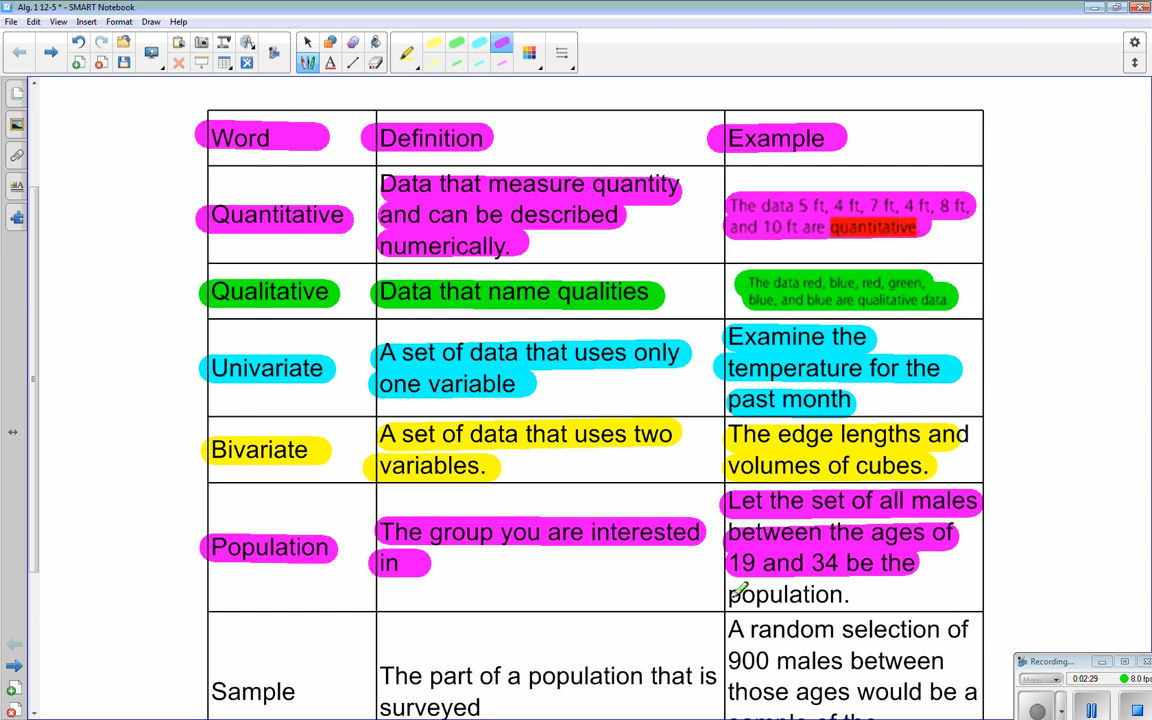 Alg. 1 12-5 * - SMART Notebook
File Edit View Insert Format Draw Help
Word Definition Example
Quantitative
Data that measure quantity
and can be described
numerically.
The data 5 ft, 4 ft, 7 ft, 4 ft, 8 ft,
and 10 ft are quantitative
Qualitative
Data that name qualities
The data red, blue, red, green,
blue, and blue are qualitative data.
Univariate
A set of data that uses only
one variable
Examine the
temperature for the
past month
Bivariate
A set of data that uses two
variables.
The edge lengths and
volumes of cubes.
Population
The group you are interested
in
Let the set of all males
between the ages of
19 and 34 be the
population.
Sample
The part of a population that is
surveyed
A random selection of
900 males between
those ages would be a
sample of the
Recording...
Menu
0:02:29
8.0 fps